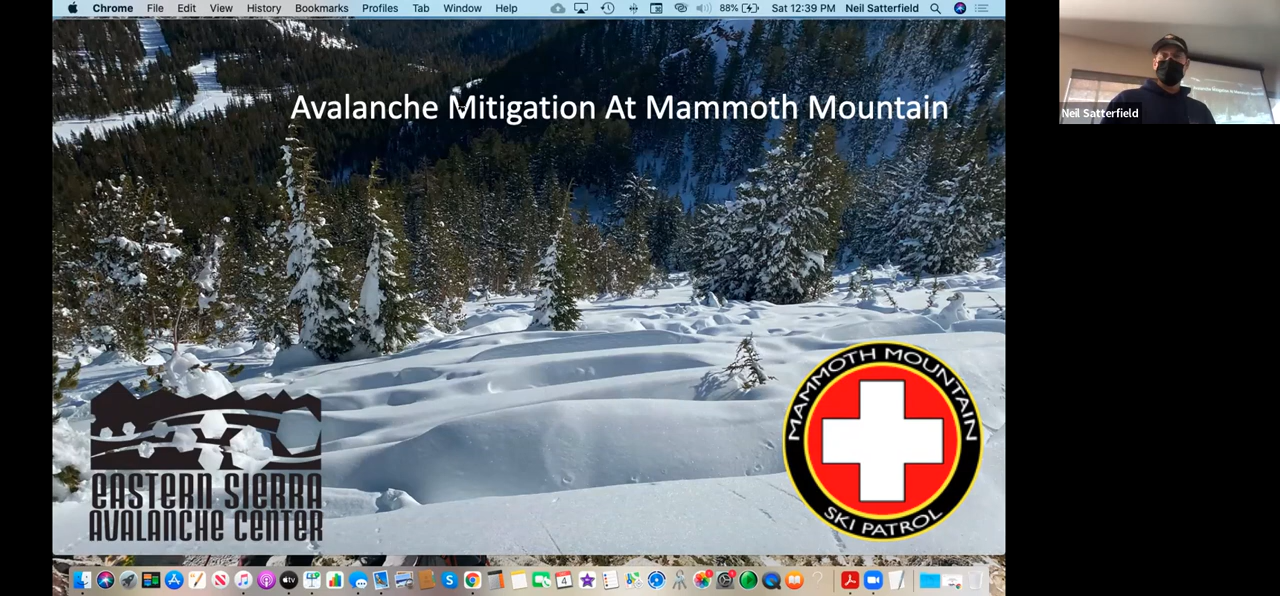 Chrome File Edit View History Bookmarks Profiles Tab Window Help 88% Sat 12:39 PM Neil Satterfield
Avalanche Mitigation At Mammoth Mountain
Neil Satterfield
MAMMOTH MOUNTAIN
SKI PATROL
EASTERN SIERRA
AVALANCHE CENTER